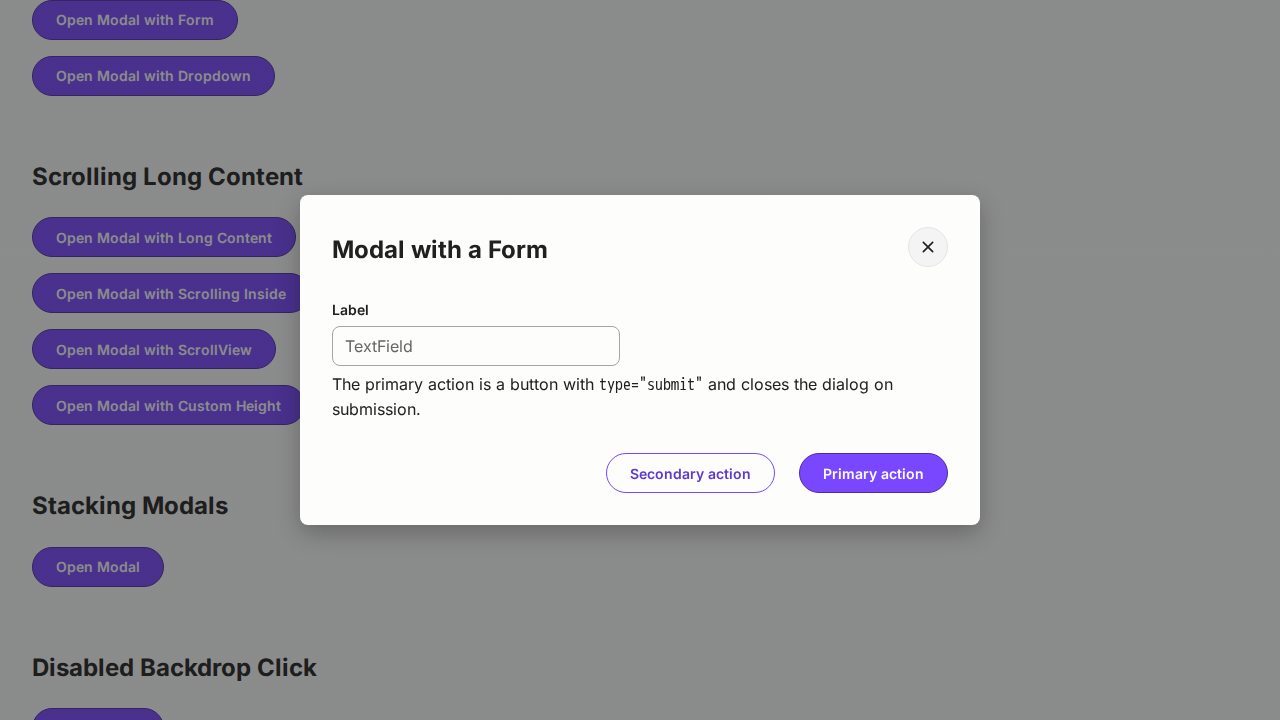 Open Modal with Form
Open Modal with Dropdown
Scrolling Long Content
Open Modal with Long Content
Open Modal with Scrolling Inside
Open Modal with ScrollView
Open Modal with Custom Height
Stacking Modals
Open Modal
Disabled Backdrop Click
Modal with a Form
Label
TextField
The primary action is a button with type="submit" and closes the dialog on
submission.
Secondary action
Primary action